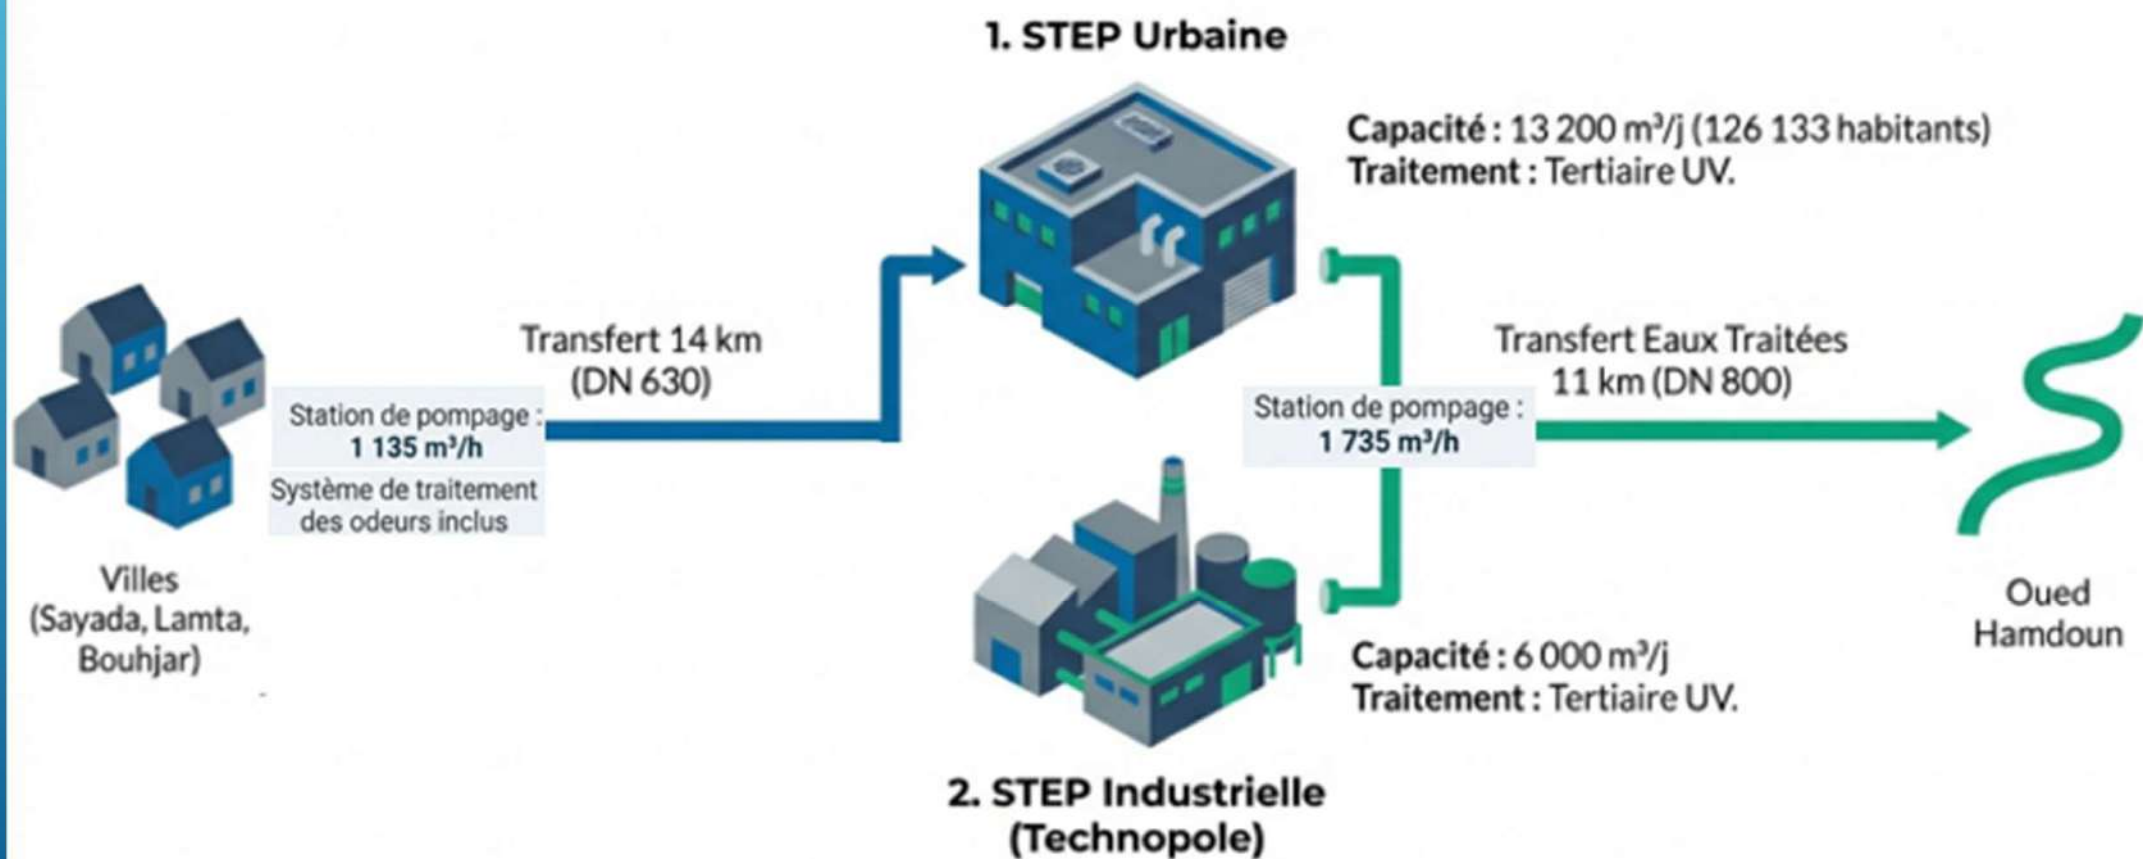 1. STEP Urbaine
Capacité : 13 200 m³/j (126 133 habitants)
Traitement : Tertiaire UV.
Transfert 14 km
(DN 630)
Station de pompage :
1 135 m³/h
Système de traitement
des odeurs inclus
Villes
(Sayada, Lamta,
Bouhjar)
Transfert Eaux Traitées
11 km (DN 800)
Station de pompage :
1 735 m³/h
Oued
Hamdoun
Capacité : 6 000 m³/j
Traitement : Tertiaire UV.
2. STEP Industrielle
(Technopole)